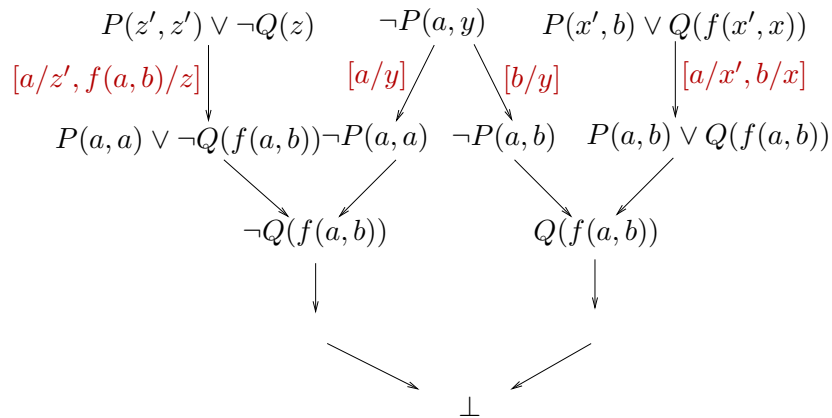 P(z′, z′) ∨ ¬Q(z) ¬P(a, y) P(x′, b) ∨ Q(f(x′, x))
[a/z′, f(a, b)/z] [a/y] [b/y] [a/x′, b/x]
P(a, a) ∨ ¬Q(f(a, b)) ¬P(a, a) ¬P(a, b) P(a, b) ∨ Q(f(a, b))
¬Q(f(a, b)) Q(f(a, b))
⊥